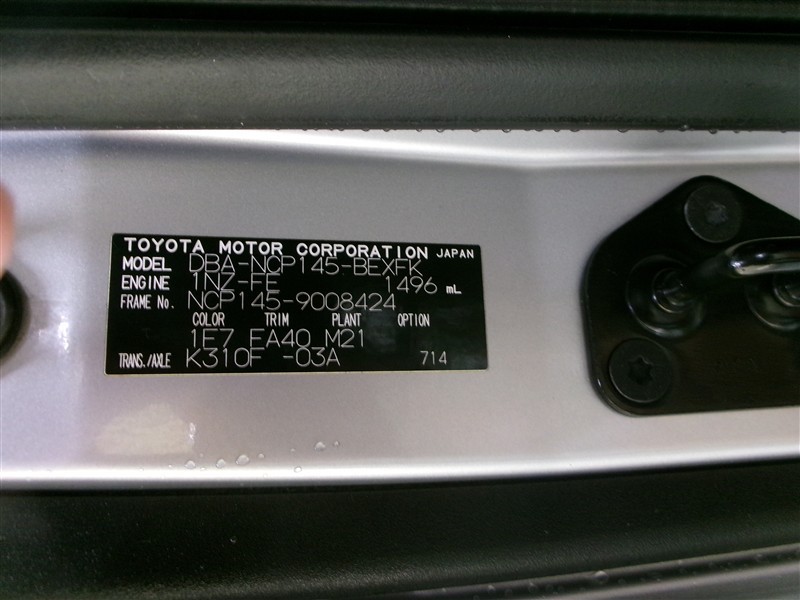 TOYOTA MOTOR CORPORATION JAPAN
MODEL DBA-NCP145-BEXFK
ENGINE 1NZ-FE 1496 mL
FRAME No. NCP145-9008424
COLOR TRIM PLANT OPTION
1E7 EA40 M21
TRANS./AXLE K310F -03A 714